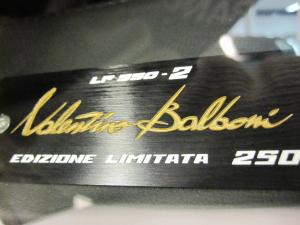 LP 550-2
Valentino Balboni
EDIZIONE LIMITATA 250